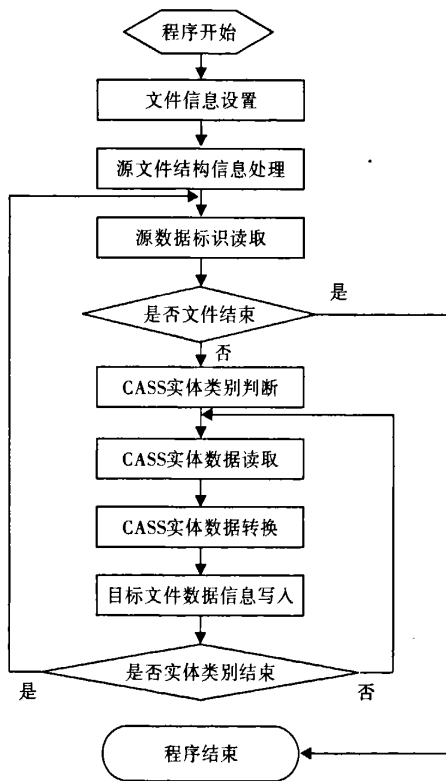 程序开始
文件信息设置
源文件结构信息处理
源数据标识读取
是否文件结束
是
否
CASS实体类别判断
CASS实体数据读取
CASS实体数据转换
目标文件数据信息写入
是否实体类别结束
是
否
程序结束